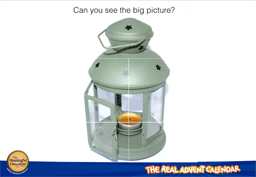 Can you see the big picture?
THE REAL ADVENT CALENDAR